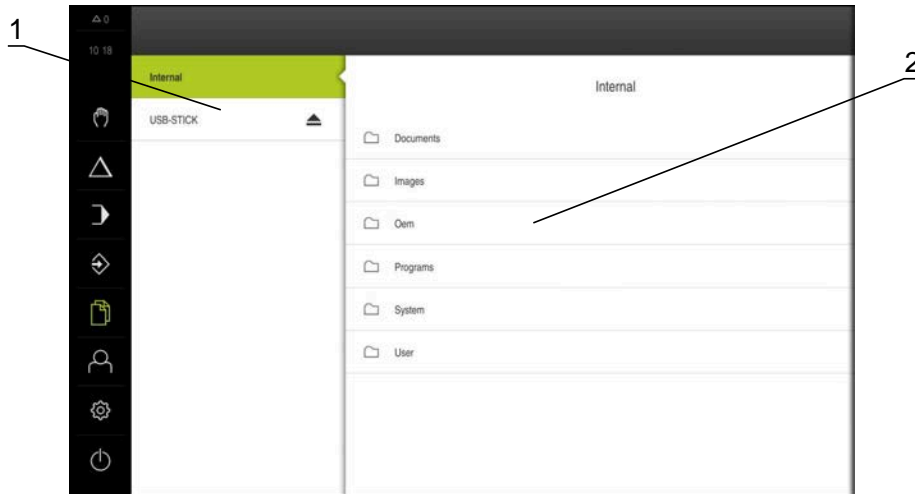 1
2
0
10 18
Internal
USB-STICK
Internal
Documents
Images
Oem
Programs
System
User